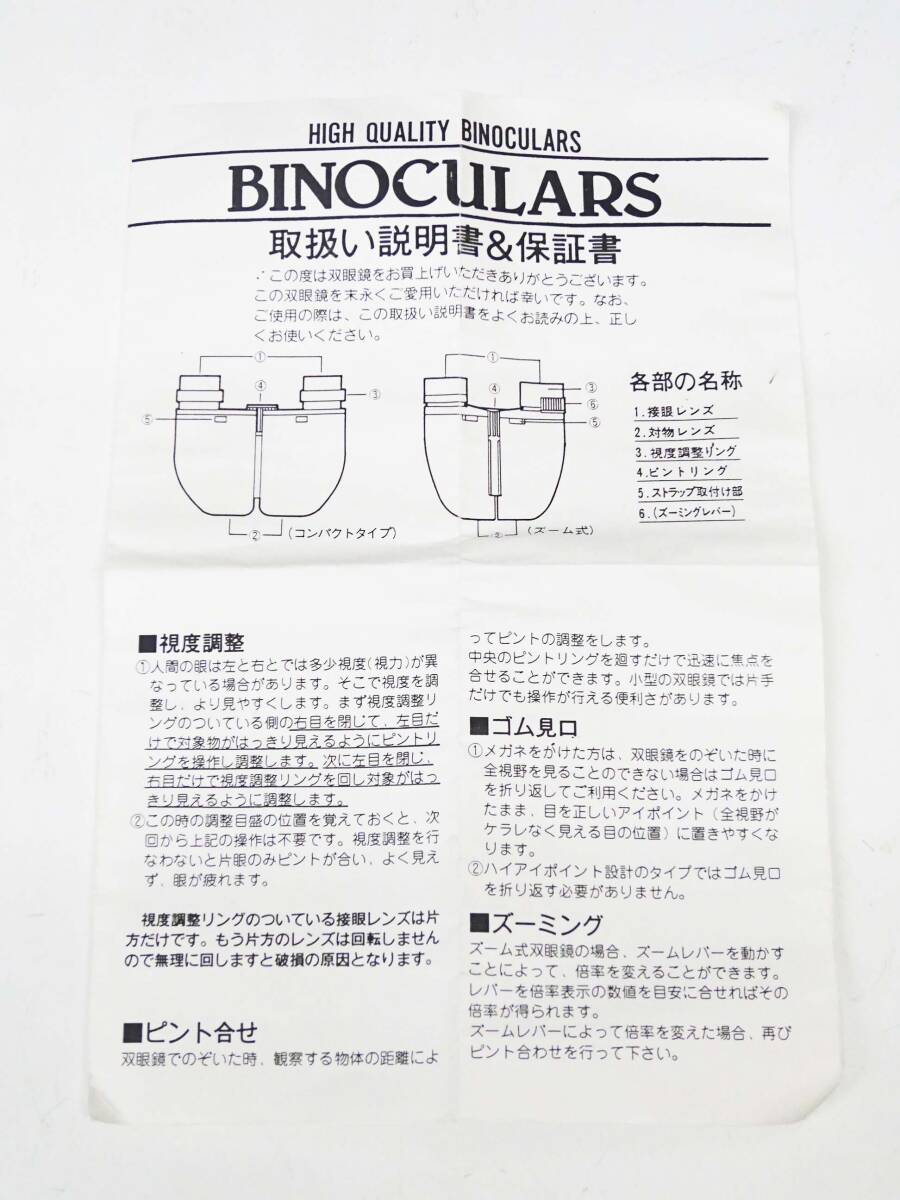 HIGH QUALITY BINOCULARS
BINOCULARS
取扱い説明書&保証書
この度は双眼鏡をお買上げいただきありがとうございます。
この双眼鏡を末永くご愛用いただければ幸いです。なお、
ご使用の際は、この取扱い説明書をよくお読みの上、正し
くお使いください。
①
④
③
⑤
②
(コンパクトタイプ)
①
④
③
⑥
⑤
②
(ズーム式)
各部の名称
1.接眼レンズ
2.対物レンズ
3.視度調整リング
4.ピントリング
5.ストラップ取付け部
6.(ズーミングレバー)
■視度調整
①人間の眼は左と右とでは多少視度(視力)が異
なっている場合があります。そこで視度を調
整し、より見やすくします。まず視度調整リ
ングのついている側の右目を閉じて、左目だ
けで対象物がはっきり見えるようにピントリ
ングを操作し調整します。次に左目を閉じ、
右目だけで視度調整リングを回し対象がはっ
きり見えるように調整します。
②この時の調整目盛の位置を覚えておくと、次
回から上記の操作は不要です。視度調整を行
なわないと片眼のみピントが合い、よく見え
ず、眼が疲れます。
視度調整リングのついている接眼レンズは片
方だけです。もう片方のレンズは回転しません
ので無理に回しますと破損の原因となります。
■ピント合せ
双眼鏡でのぞいた時、観察する物体の距離によ
ってピントの調整をします。
中央のピントリングを廻すだけで迅速に焦点を
合せることができます。小型の双眼鏡では片手
だけでも操作が行える便利さがあります。
■ゴム見口
①メガネをかけた方は、双眼鏡をのぞいた時に
全視野を見ることのできない場合はゴム見口
を折り返してご利用ください。メガネをかけ
たまま、目を正しいアイポイント（全視野が
ケラレなく見える目の位置）に置きやすくな
ります。
②ハイアイポイント設計のタイプではゴム見口
を折り返す必要がありません。
■ズーミング
ズーム式双眼鏡の場合、ズームレバーを動かす
ことによって、倍率を変えることができます。
レバーを倍率表示の数値を目安に合せればその
倍率が得られます。
ズームレバーによって倍率を変えた場合、再び
ピント合わせを行って下さい。